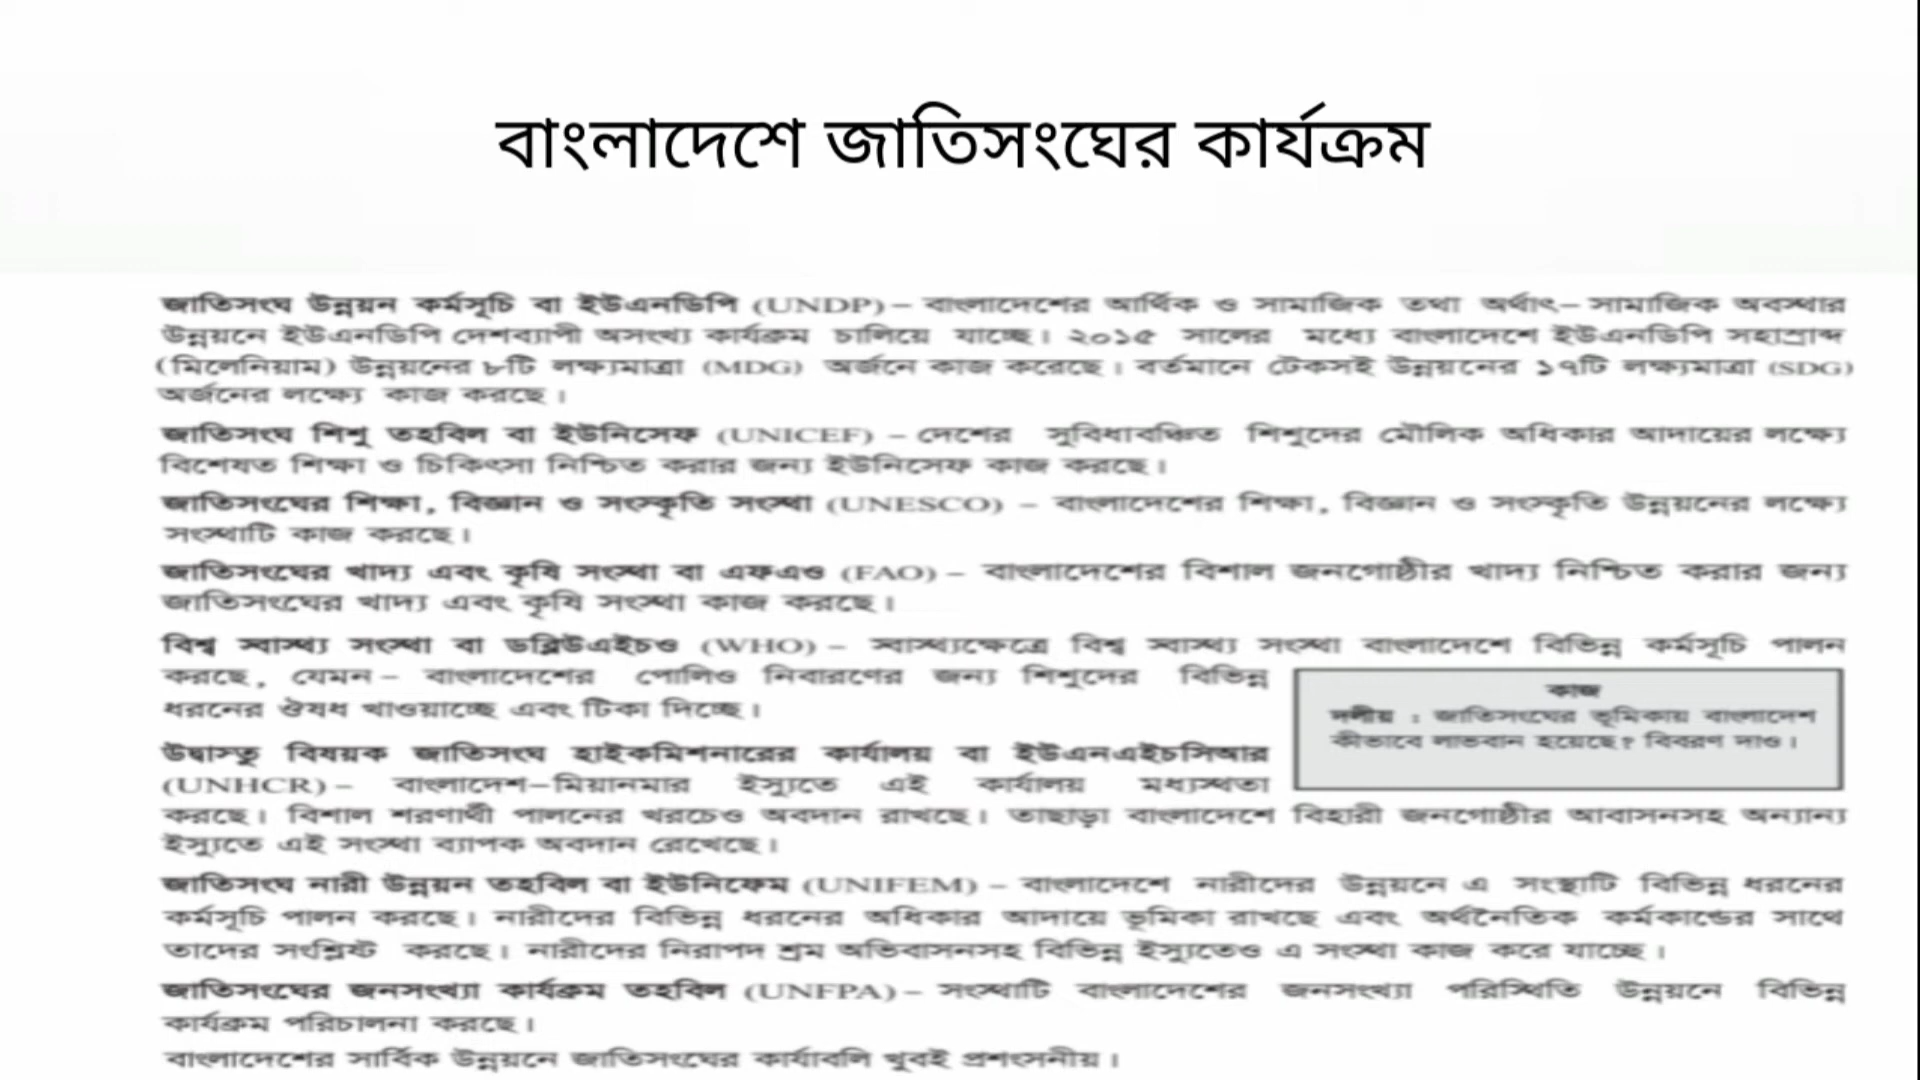 বাংলাদেশে জাতিসংঘের কার্যক্রম
জাতিসংঘ উন্নয়ন কর্মসূচি বা ইউএনডিপি (UNDP) – বাংলাদেশের আর্থিক ও সামাজিক তথা অর্থাৎ– সামাজিক অবস্থার
উন্নয়নে ইউএনডিপি দেশব্যাপী অসংখ্য কার্যক্রম চালিয়ে যাচ্ছে। ২০১৫ সালের মধ্যে বাংলাদেশে ইউএনডিপি সহাস্রাব্দ
(মিলেনিয়াম) উন্নয়নের ৮টি লক্ষ্যমাত্রা (MDG) অর্জনে কাজ করেছে। বর্তমানে টেকসই উন্নয়নের ১৭টি লক্ষ্যমাত্রা (SDG)
অর্জনের লক্ষ্যে কাজ করছে।
জাতিসংঘ শিশু তহবিল বা ইউনিসেফ (UNICEF) – দেশের সুবিধাবঞ্চিত শিশুদের মৌলিক অধিকার আদায়ের লক্ষ্যে
বিশেষত শিক্ষা ও চিকিৎসা নিশ্চিত করার জন্য ইউনিসেফ কাজ করছে।
জাতিসংঘের শিক্ষা, বিজ্ঞান ও সংস্কৃতি সংস্থা (UNESCO) – বাংলাদেশের শিক্ষা, বিজ্ঞান ও সংস্কৃতি উন্নয়নের লক্ষ্যে
সংস্থাটি কাজ করছে।
জাতিসংঘের খাদ্য এবং কৃষি সংস্থা বা এফএও (FAO) – বাংলাদেশের বিশাল জনগোষ্ঠীর খাদ্য নিশ্চিত করার জন্য
জাতিসংঘের খাদ্য এবং কৃষি সংস্থা কাজ করছে।
বিশ্ব স্বাস্থ্য সংস্থা বা ডব্লিউএইচও (WHO) – স্বাস্থ্যক্ষেত্রে বিশ্ব স্বাস্থ্য সংস্থা বাংলাদেশে বিভিন্ন কর্মসূচি পালন
করছে, যেমন – বাংলাদেশের পোলিও নিবারণের জন্য শিশুদের বিভিন্ন
ধরনের ঔষধ খাওয়াচ্ছে এবং টিকা দিচ্ছে।
কাজ
দলীয় : জাতিসংঘের ভূমিকায় বাংলাদেশ
কীভাবে লাভবান হয়েছে? বিবরণ দাও।
উদ্বাস্তু বিষয়ক জাতিসংঘ হাইকমিশনারের কার্যালয় বা ইউএনএইচসিআর
(UNHCR) – বাংলাদেশ–মিয়ানমার ইস্যুতে এই কার্যালয় মধ্যস্থতা
করছে। বিশাল শরণার্থী পালনের খরচেও অবদান রাখছে। তাছাড়া বাংলাদেশে বিহারী জনগোষ্ঠীর আবাসনসহ অন্যান্য
ইস্যুতে এই সংস্থা ব্যাপক অবদান রেখেছে।
জাতিসংঘ নারী উন্নয়ন তহবিল বা ইউনিফেম (UNIFEM) – বাংলাদেশে নারীদের উন্নয়নে এ সংস্থাটি বিভিন্ন ধরনের
কর্মসূচি পালন করছে। নারীদের বিভিন্ন ধরনের অধিকার আদায়ে ভূমিকা রাখছে এবং অর্থনৈতিক কর্মকান্ডের সাথে
তাদের সংশ্লিষ্ট করছে। নারীদের নিরাপদ শ্রম অভিবাসনসহ বিভিন্ন ইস্যুতেও এ সংস্থা কাজ করে যাচ্ছে।
জাতিসংঘের জনসংখ্যা কার্যক্রম তহবিল (UNFPA) – সংস্থাটি বাংলাদেশের জনসংখ্যা পরিস্থিতি উন্নয়নে বিভিন্ন
কার্যক্রম পরিচালনা করছে।
বাংলাদেশের সার্বিক উন্নয়নে জাতিসংঘের কার্যাবলি খুবই প্রশংসনীয়।